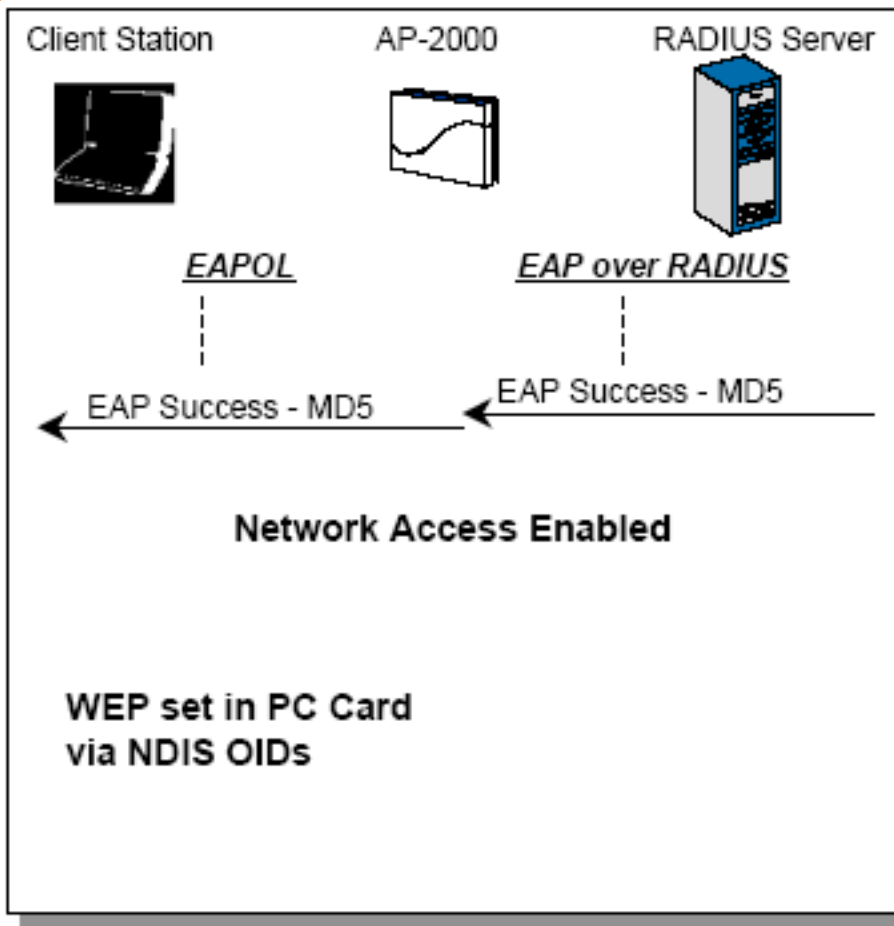 Client Station AP-2000 RADIUS Server
EAPOL EAP over RADIUS
EAP Success - MD5 EAP Success - MD5
Network Access Enabled
WEP set in PC Card
via NDIS OIDs